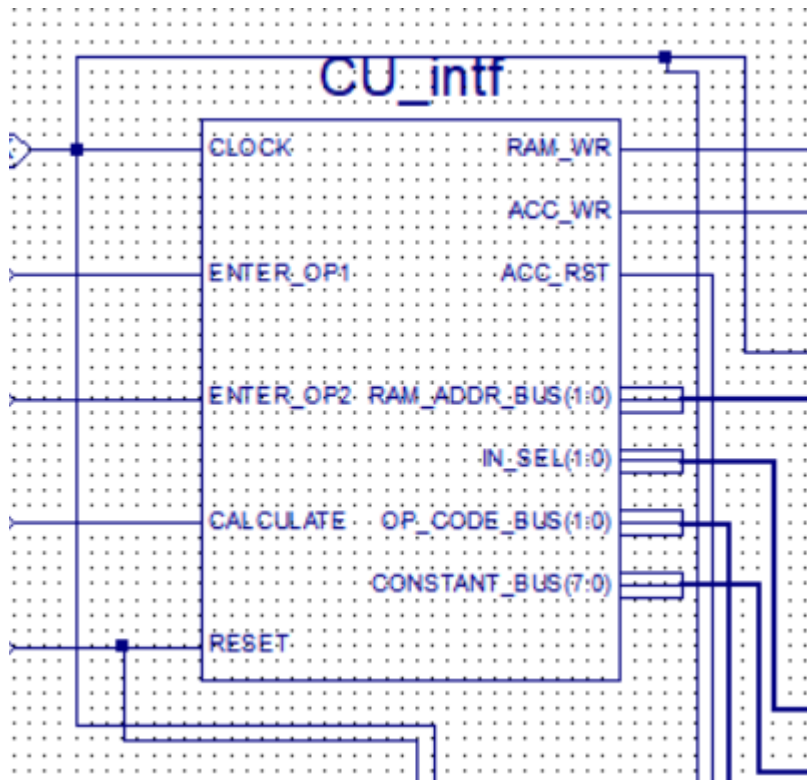 CU_intf
CLOCK RAM_WR
ACC_WR
ENTER_OP1 ACC_RST
ENTER_OP2 RAM_ADDR_BUS(1:0)
IN_SEL(1:0)
CALCULATE OP_CODE_BUS(1:0)
CONSTANT_BUS(7:0)
RESET